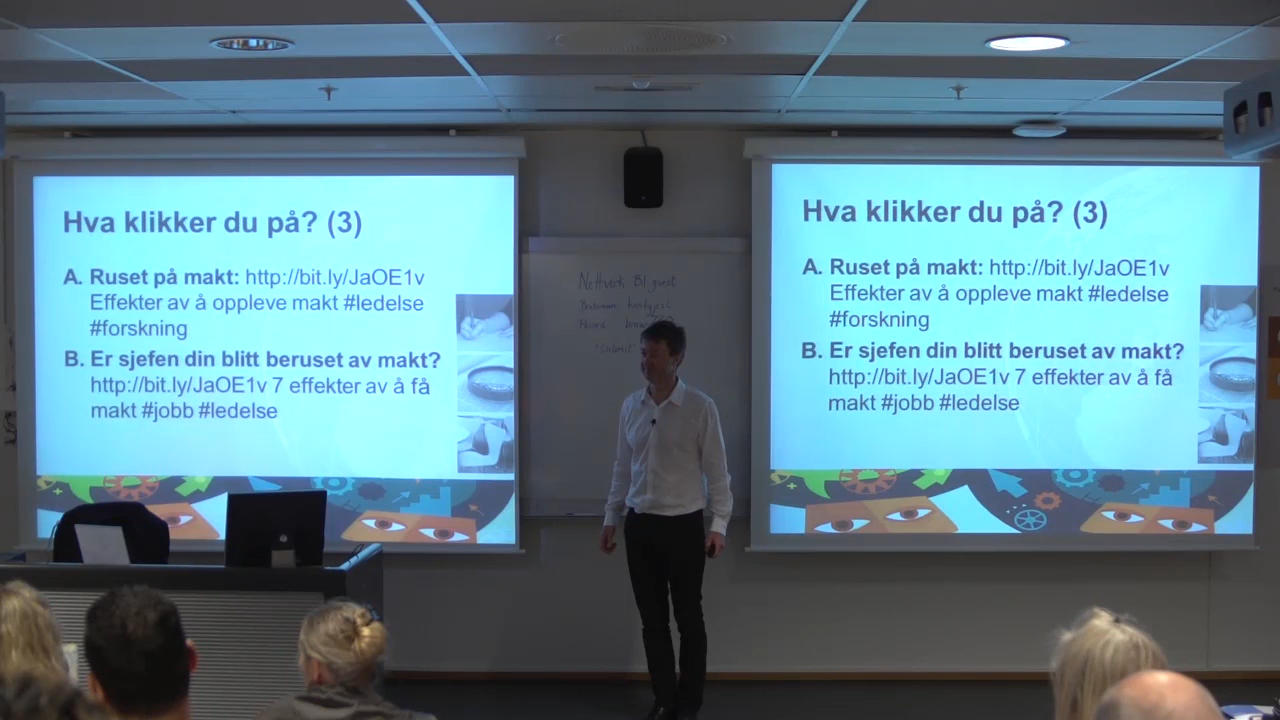 Hva klikker du på? (3)
A. Ruset på makt: http://bit.ly/JaOE1v
Effekter av å oppleve makt #ledelse
#forskning
B. Er sjefen din blitt beruset av makt?
http://bit.ly/JaOE1v 7 effekter av å få
makt #jobb #ledelse
Nettverk BI guest
"Submit"
Hva klikker du på? (3)
A. Ruset på makt: http://bit.ly/JaOE1v
Effekter av å oppleve makt #ledelse
#forskning
B. Er sjefen din blitt beruset av makt?
http://bit.ly/JaOE1v 7 effekter av å få
makt #jobb #ledelse